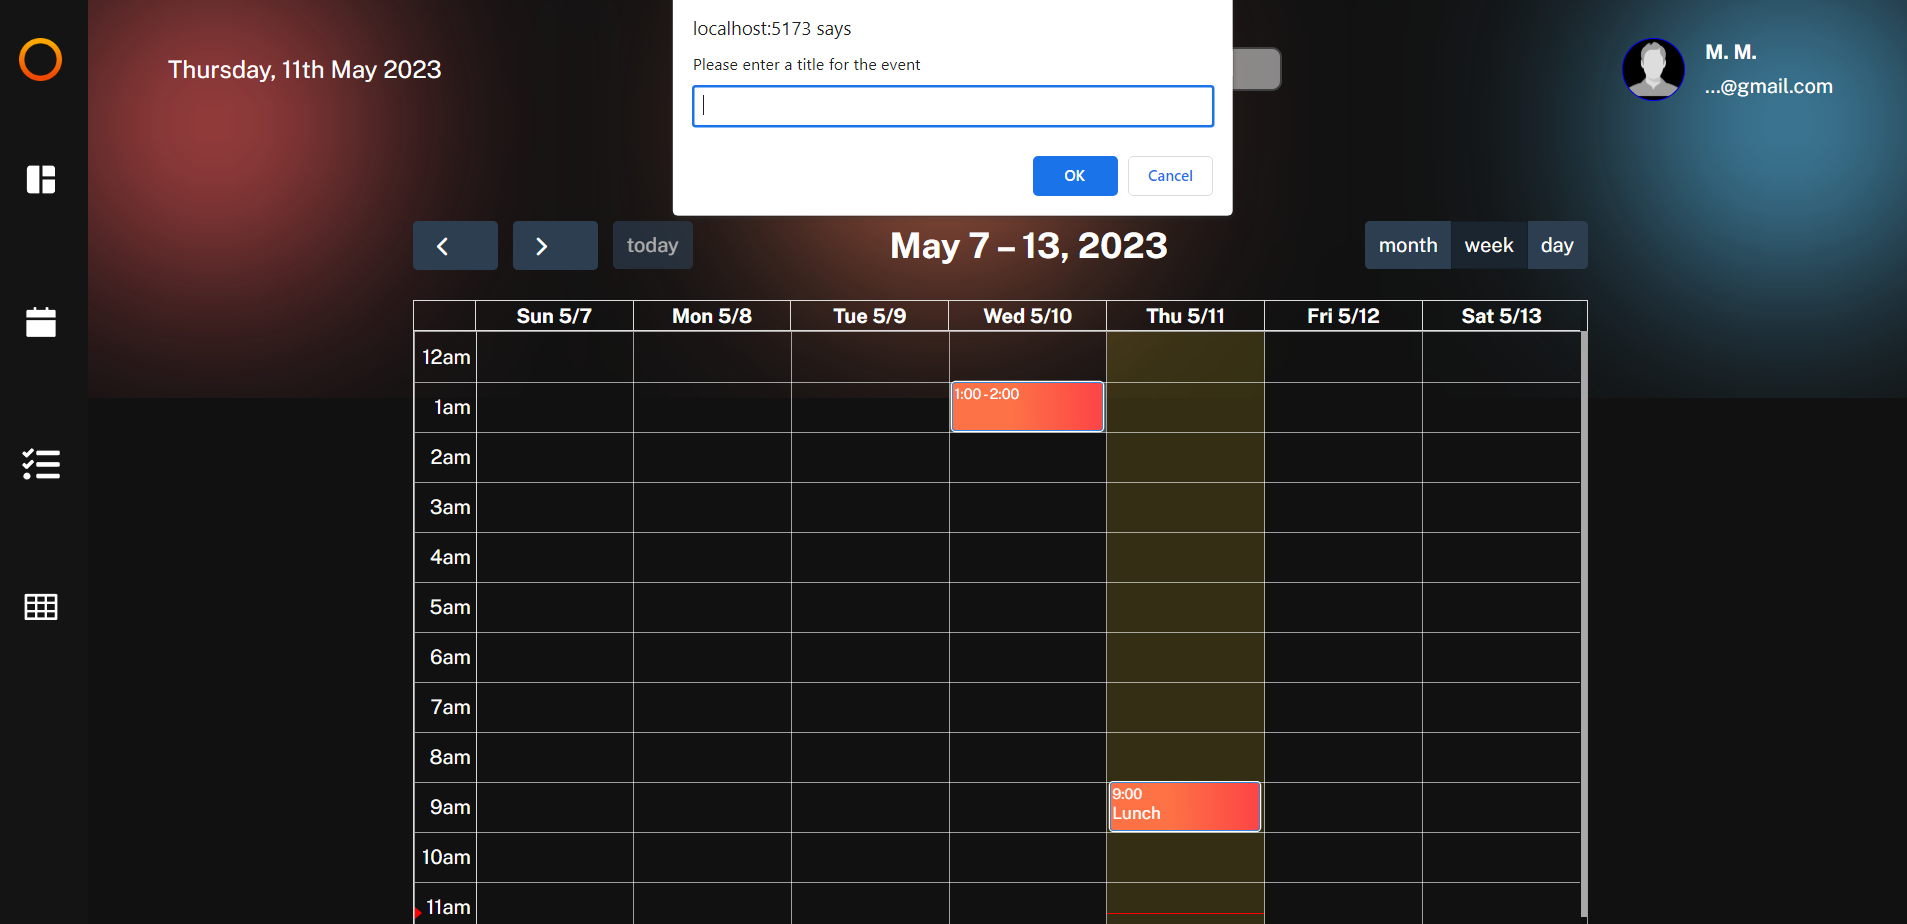 localhost:5173 says
Please enter a title for the event
OK Cancel
Thursday, 11th May 2023
M. M.
...@gmail.com
today
May 7 – 13, 2023
month week day
Sun 5/7 Mon 5/8 Tue 5/9 Wed 5/10 Thu 5/11 Fri 5/12 Sat 5/13
12am
1am
1:00 - 2:00
2am
3am
4am
5am
6am
7am
8am
9am
9:00
Lunch
10am
11am